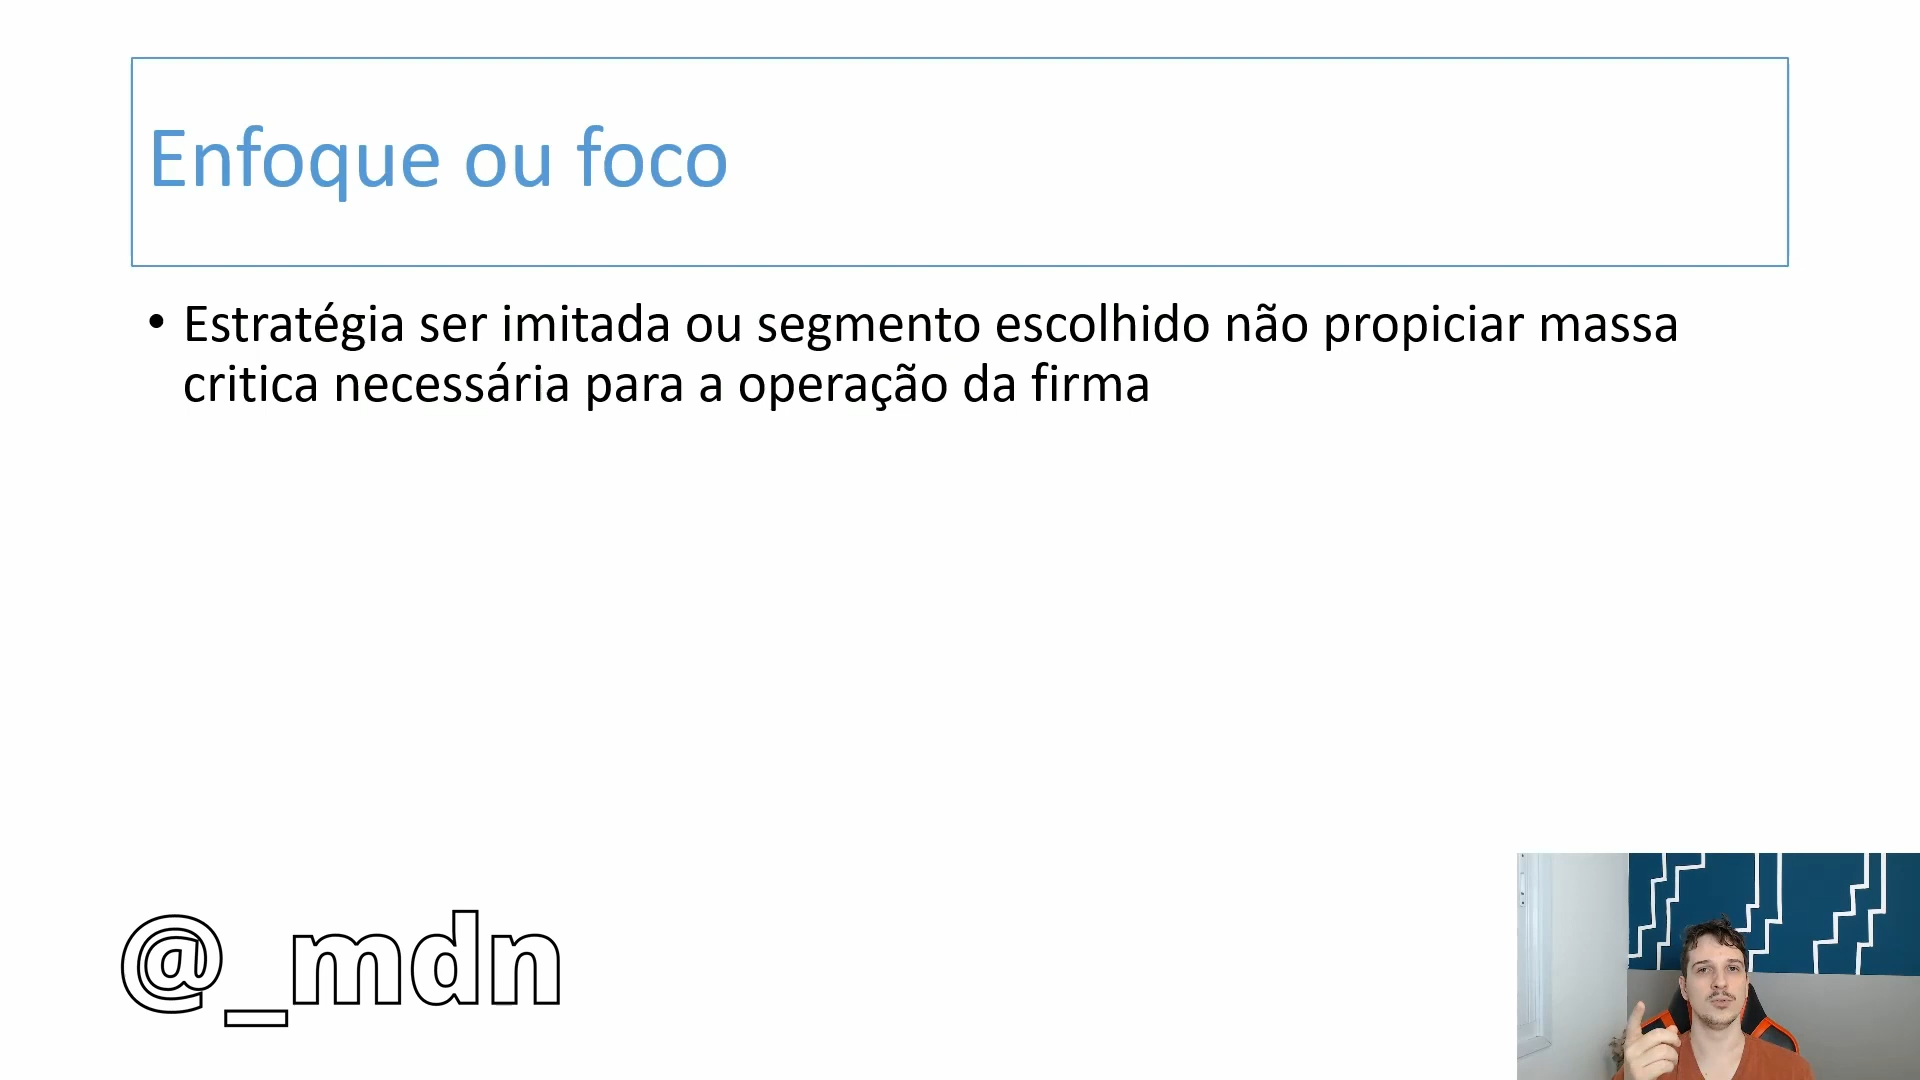 Enfoque ou foco
• Estratégia ser imitada ou segmento escolhido não propiciar massa
critica necessária para a operação da firma
@_mdn